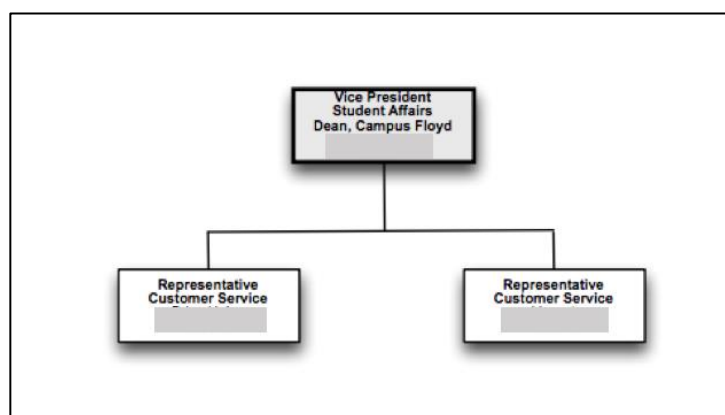 Vice President
Student Affairs
Dean, Campus Floyd
Representative
Customer Service
Representative
Customer Service